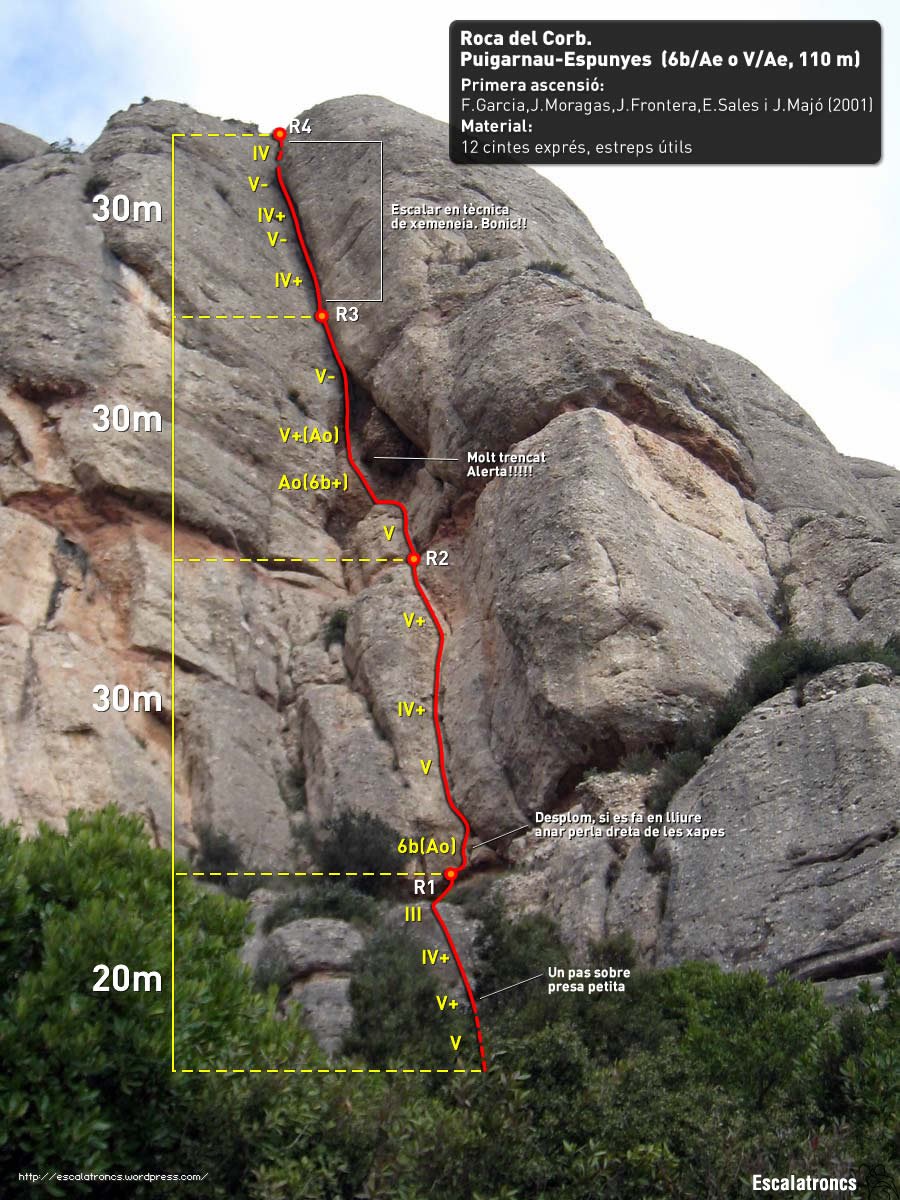 Roca del Corb.
Puigarnau-Espunyes (6b/Ae o V/Ae, 110 m)
Primera ascensió:
F.Garcia,J.Moragas,J.Frontera,E.Sales i J.Majó (2001)
Material:
12 cintes exprés, estreps útils
R4
IV
V-
30m
IV+
Escalar en tècnica
de xemeneia. Bonic!!
V-
IV+
R3
V-
30m
V+(Ao)
Molt trencat
Alerta!!!!!
Ao(6b+)
V
R2
V+
30m
IV+
V
Desplom, si es fa en lliure
anar perla dreta de les xapes
6b(Ao)
R1
III
IV+
20m
Un pas sobre
presa petita
V+
V
http://escalatroncs.wordpress.com/
Escalatroncs